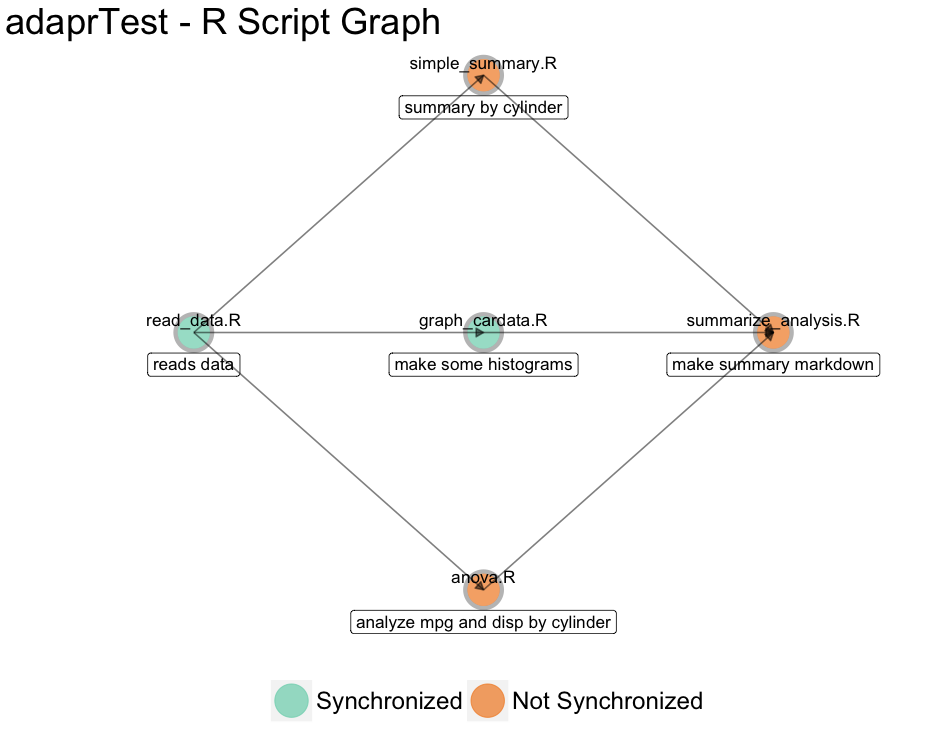 adaprTest - R Script Graph
simple_summary.R
summary by cylinder
read_data.R
graph_cardata.R
summarize_analysis.R
reads data
make some histograms
make summary markdown
anova.R
analyze mpg and disp by cylinder
Synchronized
Not Synchronized